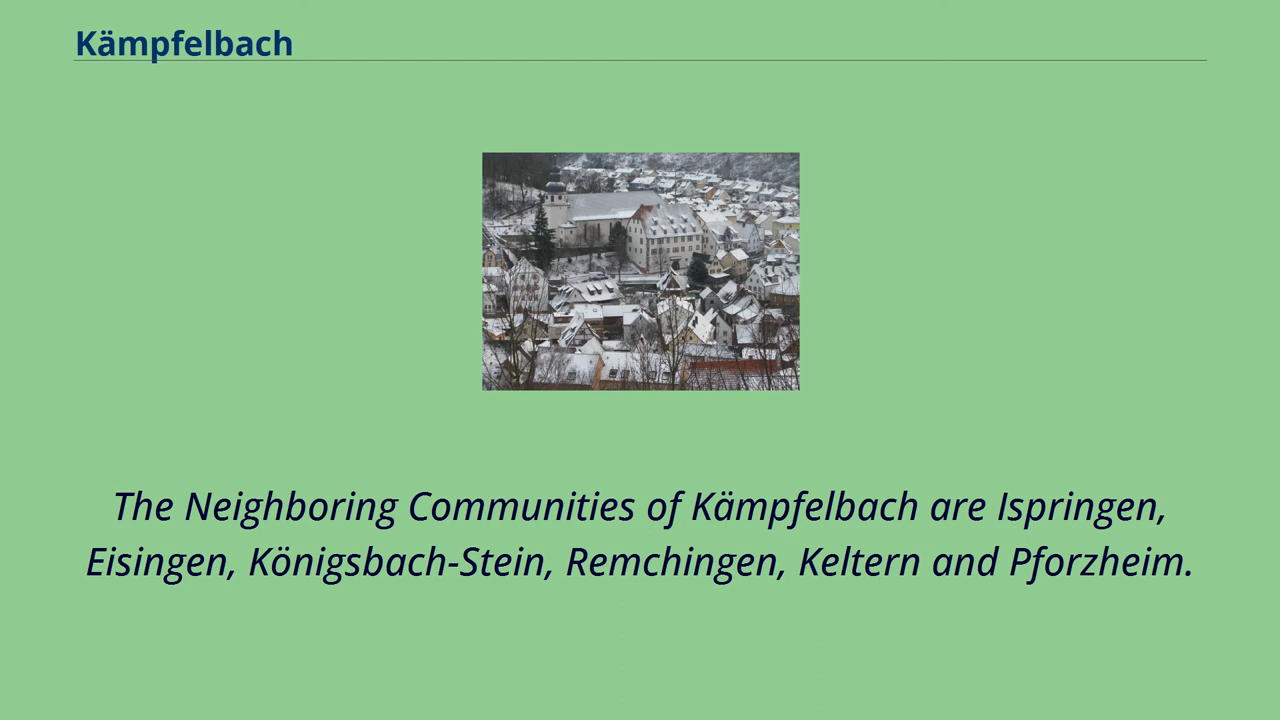 Kämpfelbach
The Neighboring Communities of Kämpfelbach are Ispringen,
Eisingen, Königsbach-Stein, Remchingen, Keltern and Pforzheim.